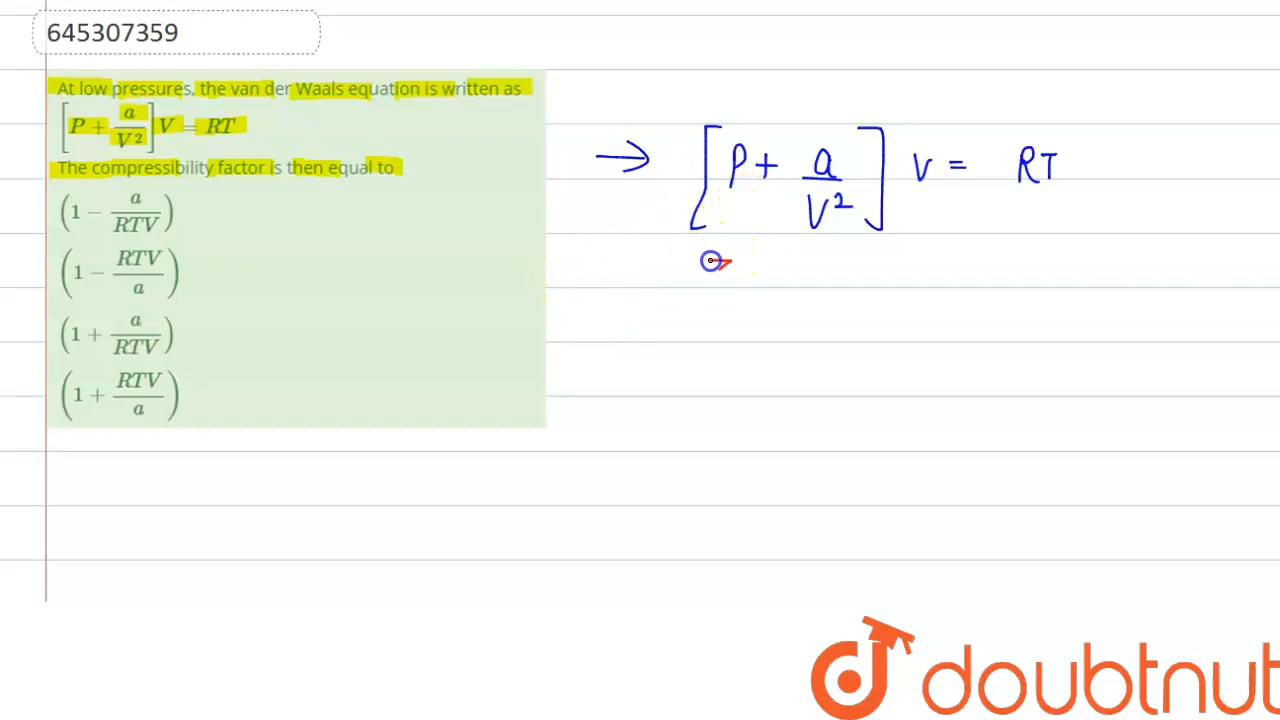 645307359
At low pressures, the van der Waals equation is written as
[P + a/V²]V = RT
The compressibility factor is then equal to
(1 − a/RTV)
(1 − RTV/a)
(1 + a/RTV)
(1 + RTV/a)
→ [P + a/V²] V = RT
doubtnut